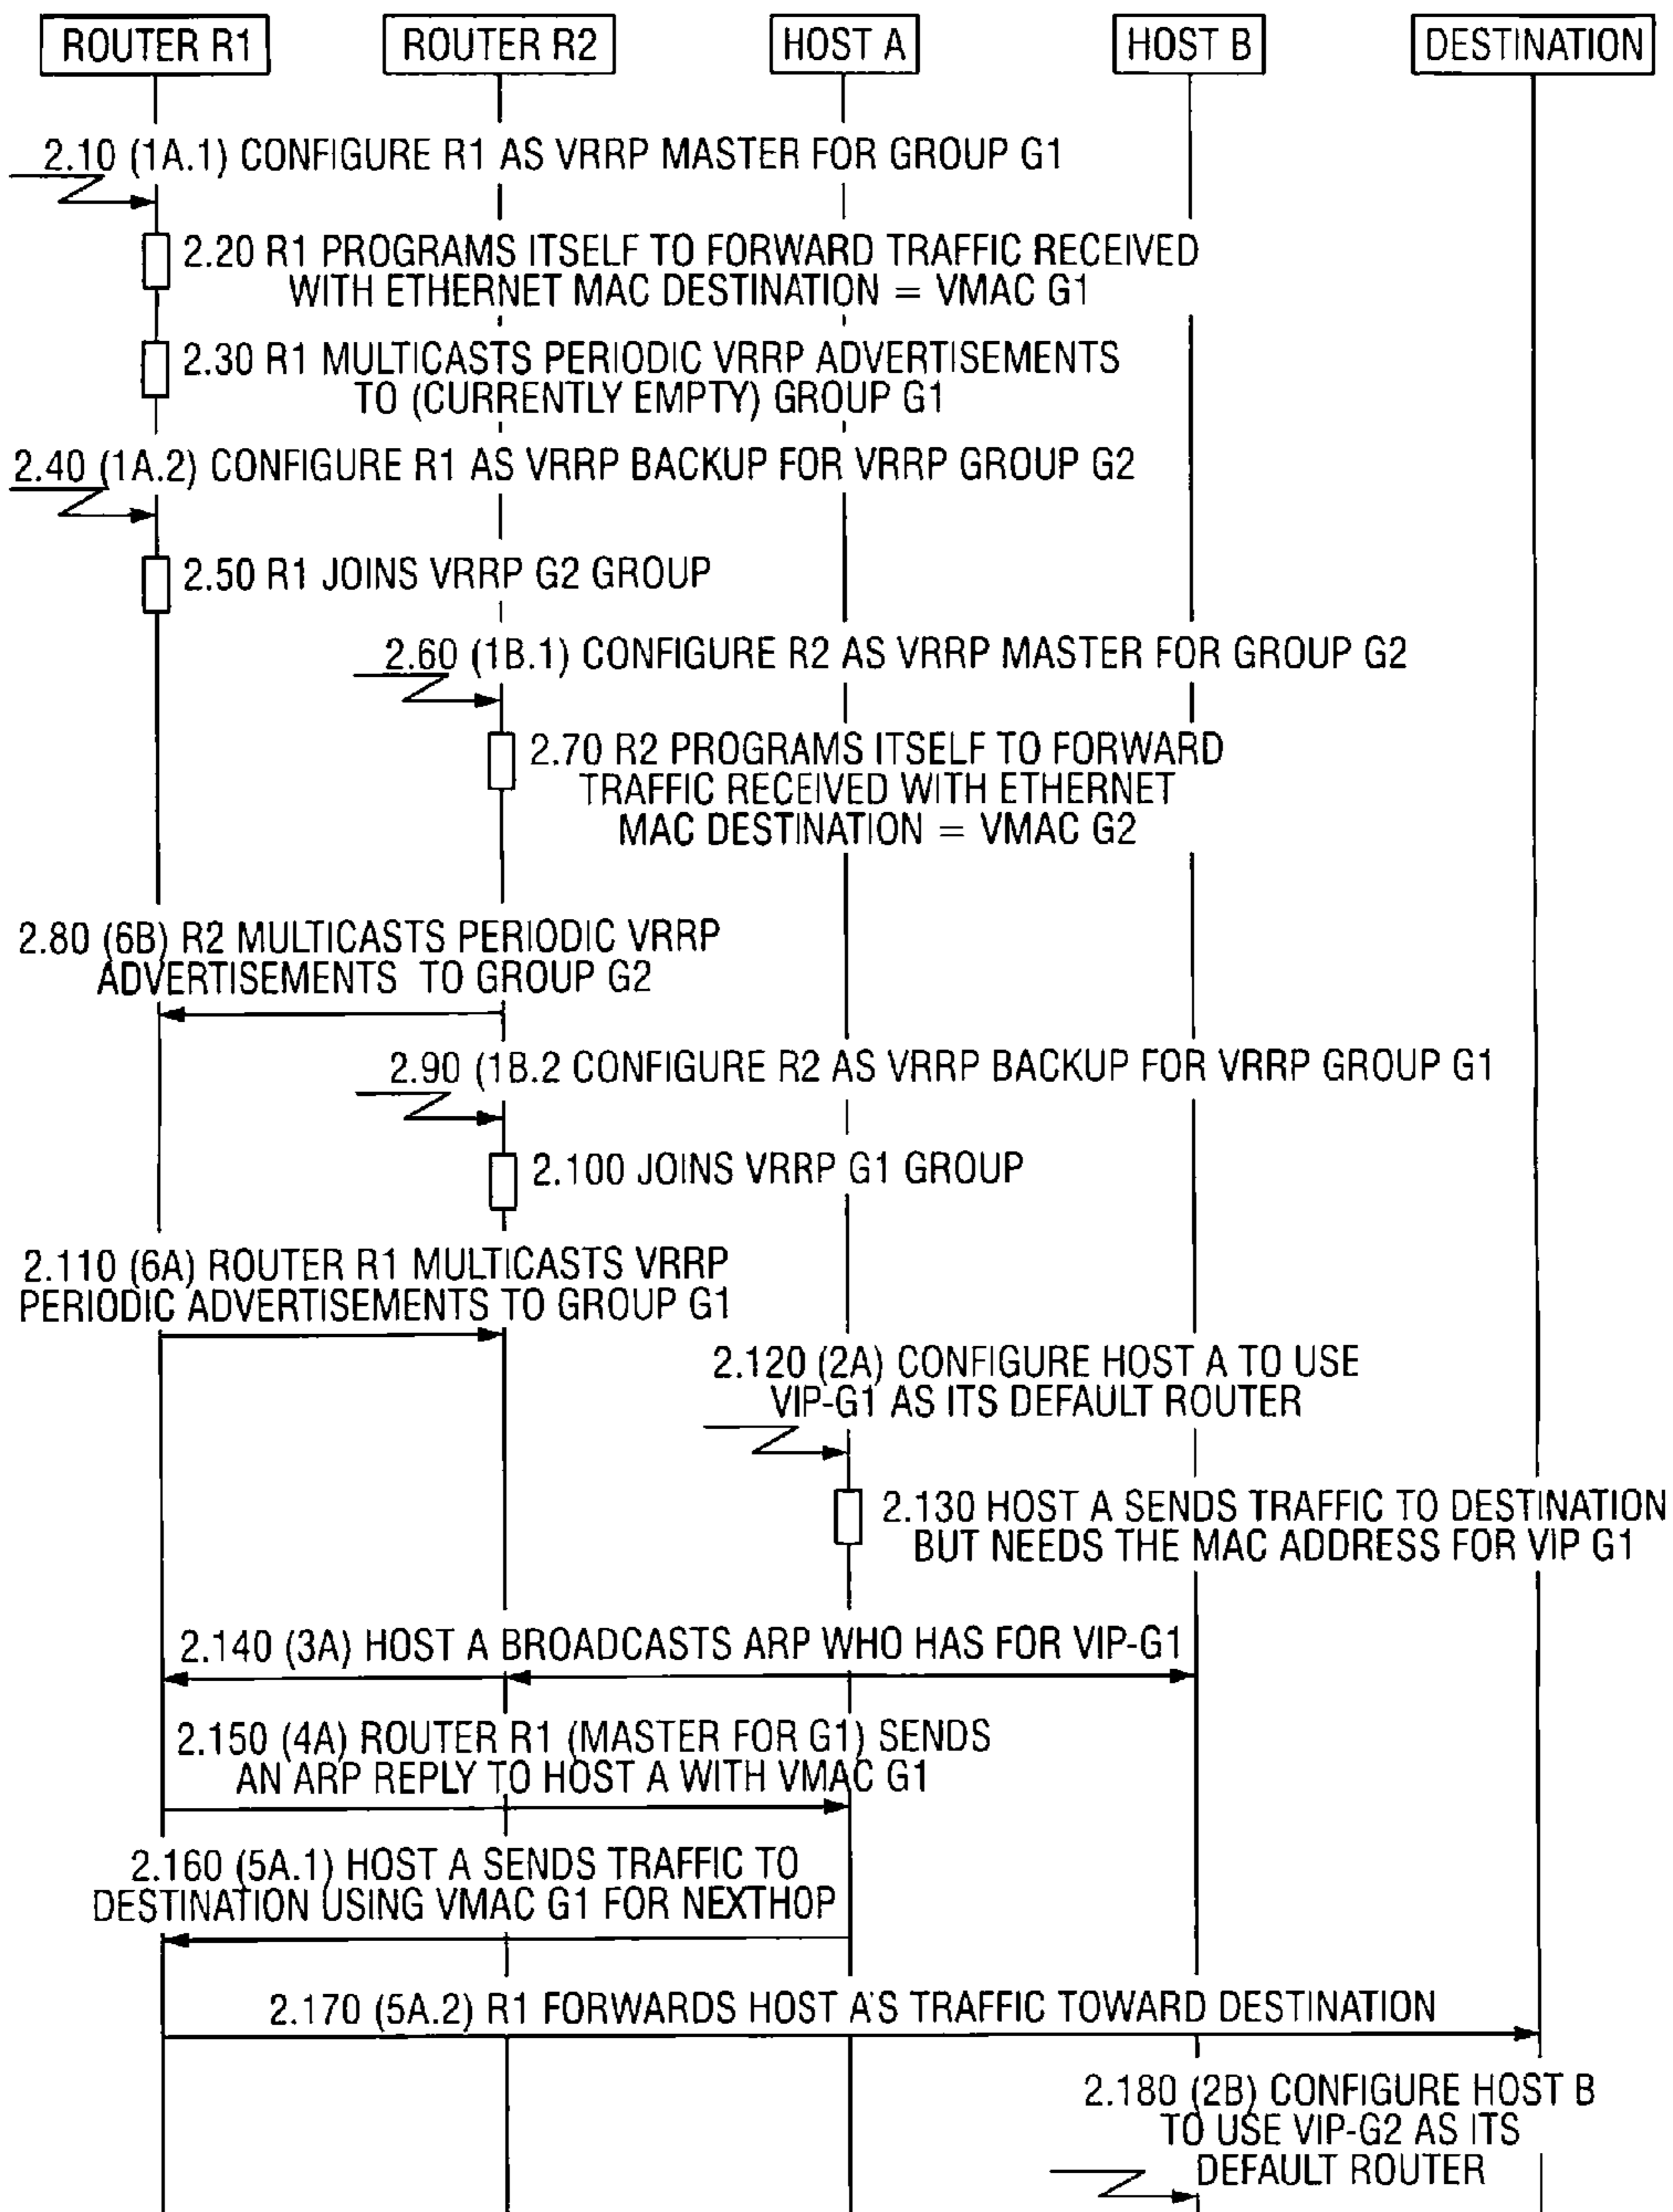 ROUTER R1
ROUTER R2
HOST A
HOST B
DESTINATION
2.10 (1A.1) CONFIGURE R1 AS VRRP MASTER FOR GROUP G1
2.20 R1 PROGRAMS ITSELF TO FORWARD TRAFFIC RECEIVED
WITH ETHERNET MAC DESTINATION = VMAC G1
2.30 R1 MULTICASTS PERIODIC VRRP ADVERTISEMENTS
TO (CURRENTLY EMPTY) GROUP G1
2.40 (1A.2) CONFIGURE R1 AS VRRP BACKUP FOR VRRP GROUP G2
2.50 R1 JOINS VRRP G2 GROUP
2.60 (1B.1) CONFIGURE R2 AS VRRP MASTER FOR GROUP G2
2.70 R2 PROGRAMS ITSELF TO FORWARD
TRAFFIC RECEIVED WITH ETHERNET
MAC DESTINATION = VMAC G2
2.80 (6B) R2 MULTICASTS PERIODIC VRRP
ADVERTISEMENTS TO GROUP G2
2.90 (1B.2 CONFIGURE R2 AS VRRP BACKUP FOR VRRP GROUP G1
2.100 JOINS VRRP G1 GROUP
2.110 (6A) ROUTER R1 MULTICASTS VRRP
PERIODIC ADVERTISEMENTS TO GROUP G1
2.120 (2A) CONFIGURE HOST A TO USE
VIP-G1 AS ITS DEFAULT ROUTER
2.130 HOST A SENDS TRAFFIC TO DESTINATION
BUT NEEDS THE MAC ADDRESS FOR VIP G1
2.140 (3A) HOST A BROADCASTS ARP WHO HAS FOR VIP-G1
2.150 (4A) ROUTER R1 (MASTER FOR G1) SENDS
AN ARP REPLY TO HOST A WITH VMAC G1
2.160 (5A.1) HOST A SENDS TRAFFIC TO
DESTINATION USING VMAC G1 FOR NEXTHOP
2.170 (5A.2) R1 FORWARDS HOST A'S TRAFFIC TOWARD DESTINATION
2.180 (2B) CONFIGURE HOST B
TO USE VIP-G2 AS ITS
DEFAULT ROUTER